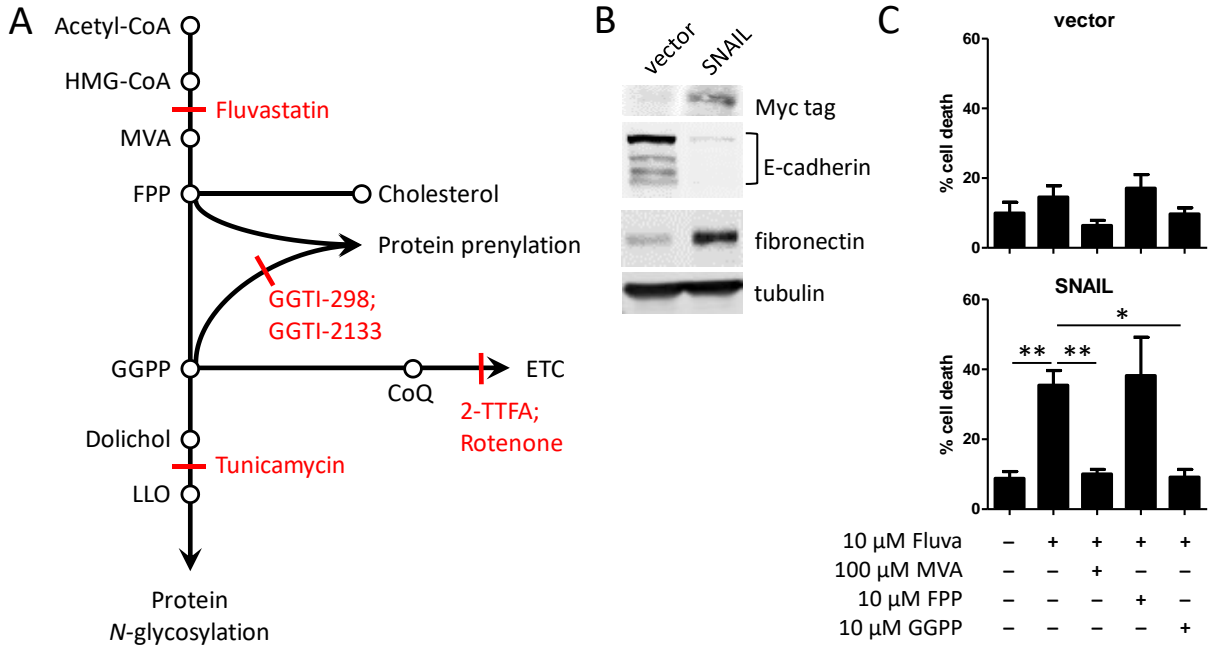 A
Acetyl-CoA
HMG-CoA
Fluvastatin
MVA
FPP
Cholesterol
Protein prenylation
GGTI-298;
GGTI-2133
GGPP
CoQ
ETC
2-TTFA;
Rotenone
Dolichol
Tunicamycin
LLO
Protein
N-glycosylation
B
vector
SNAIL
Myc tag
E-cadherin
fibronectin
tubulin
C
vector
% cell death
60
40
20
0
SNAIL
% cell death
60
40
20
0
** **
*
10 µM Fluva – + + + +
100 µM MVA – – + – –
10 µM FPP – – – + –
10 µM GGPP – – – – +